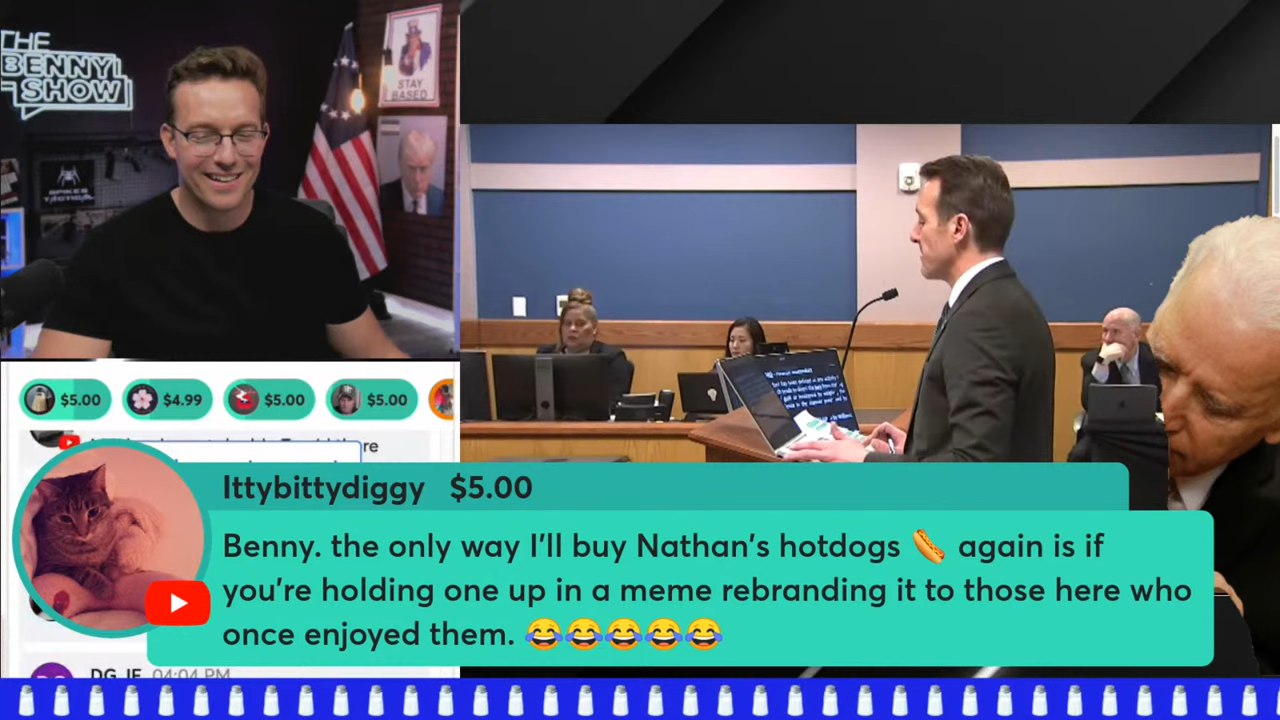 THE
BENNY
SHOW
STAY
BASED
SPIKE'S
TACTICAL
$5.00
$4.99
$5.00
$5.00
Ittybittydiggy $5.00
Benny. the only way I'll buy Nathan's hotdogs 🌭 again is if
you're holding one up in a meme rebranding it to those here who
once enjoyed them. 😂😂😂😂😂
04:04 PM